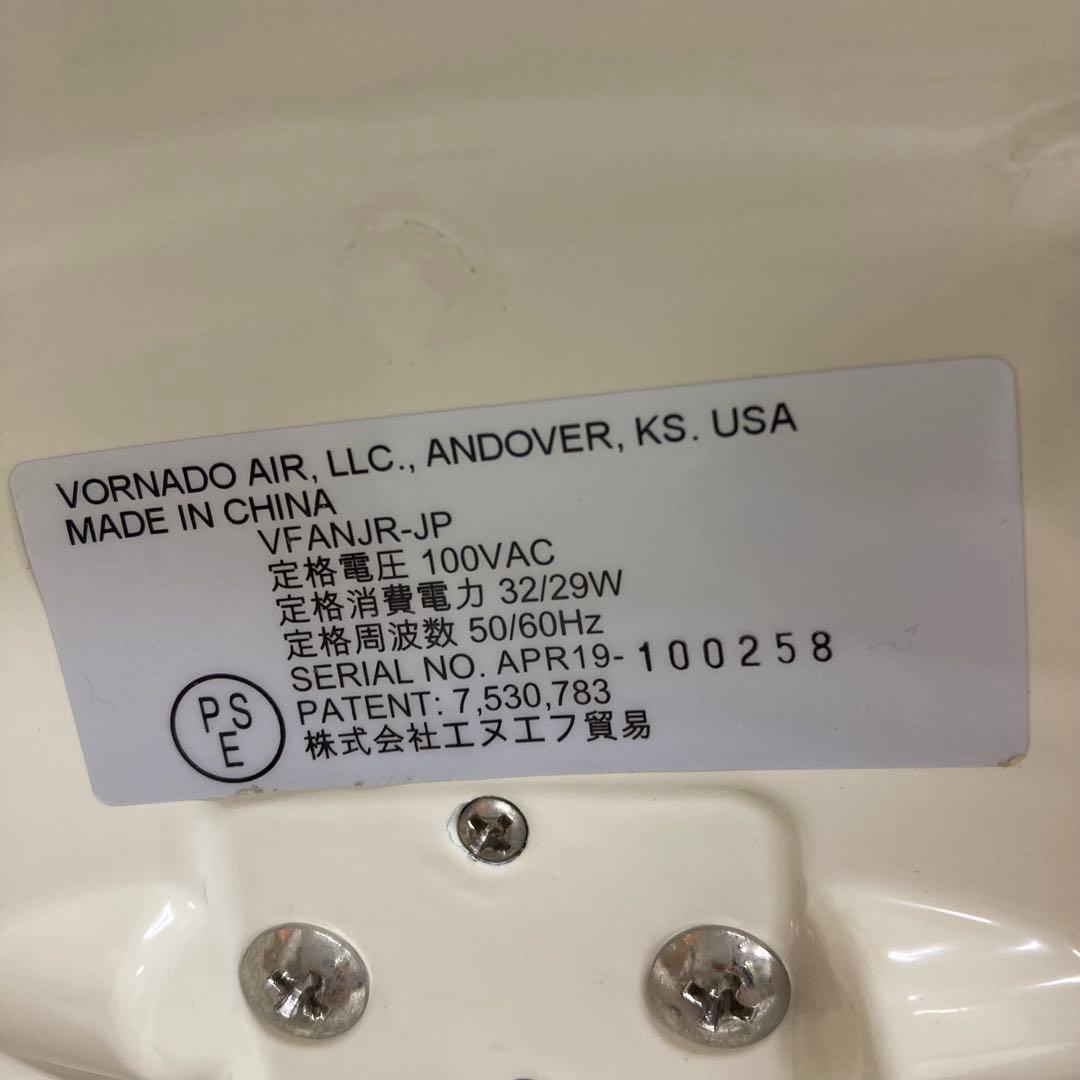 VORNADO AIR, LLC., ANDOVER, KS. USA
MADE IN CHINA
VFANJR-JP
定格電圧 100VAC
定格消費電力 32/29W
定格周波数 50/60Hz
SERIAL NO. APR19-100258
PATENT: 7,530,783
株式会社エヌエフ貿易
PSE